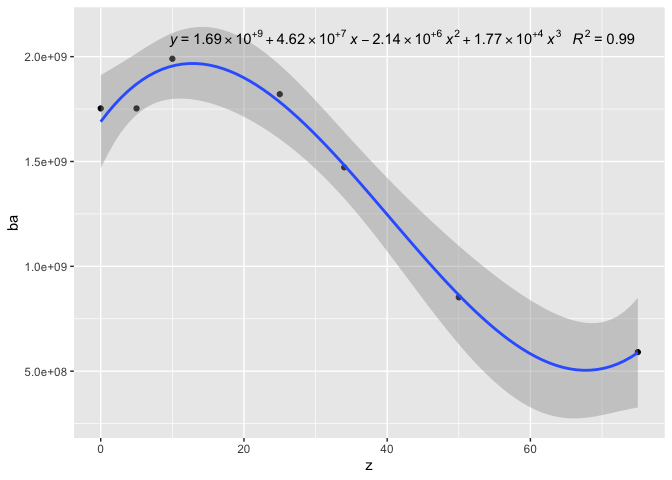 y = 1.69 × 10⁺⁹ + 4.62 × 10⁺⁷ x − 2.14 × 10⁺⁶ x² + 1.77 × 10⁺⁴ x³ R² = 0.99
2.0e+09
1.5e+09
1.0e+09
5.0e+08
ba
0 20 40 60
z